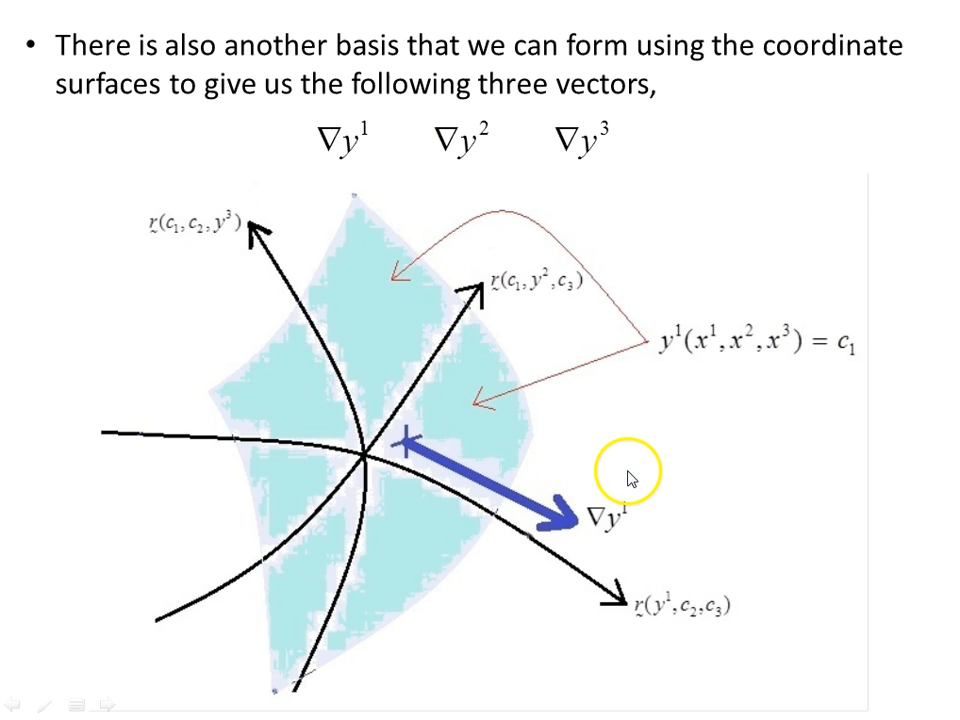 • There is also another basis that we can form using the coordinate
surfaces to give us the following three vectors,
∇y¹ ∇y² ∇y³
r̰(c₁, c₂, y³)
r̰(c₁, y², c₃)
y¹(x¹, x², x³) = c₁
∇y¹
r̰(y¹, c₂, c₃)